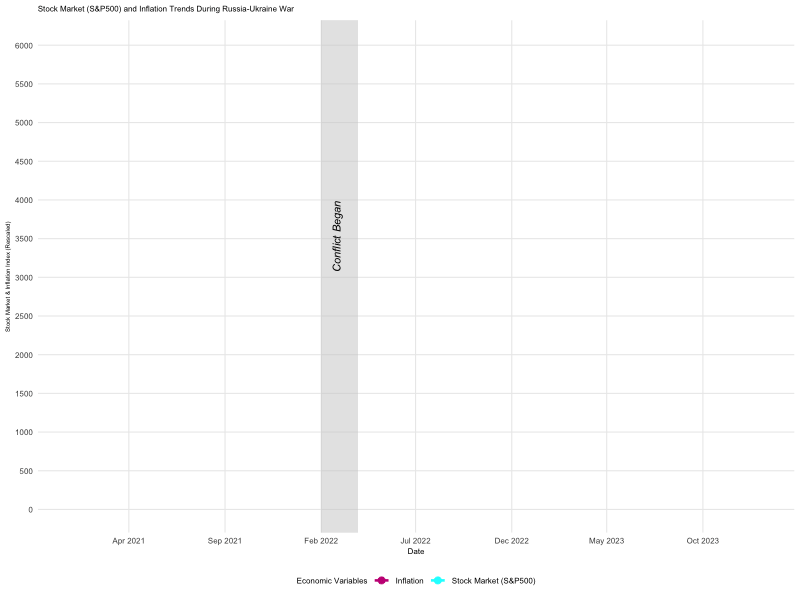 Stock Market (S&P500) and Inflation Trends During Russia-Ukraine War
Stock Market & Inflation Index (Rescaled)
6000
5500
5000
4500
4000
3500
3000
2500
2000
1500
1000
500
0
Conflict Began
Apr 2021 Sep 2021 Feb 2022 Jul 2022 Dec 2022 May 2023 Oct 2023
Date
Economic Variables Inflation Stock Market (S&P500)